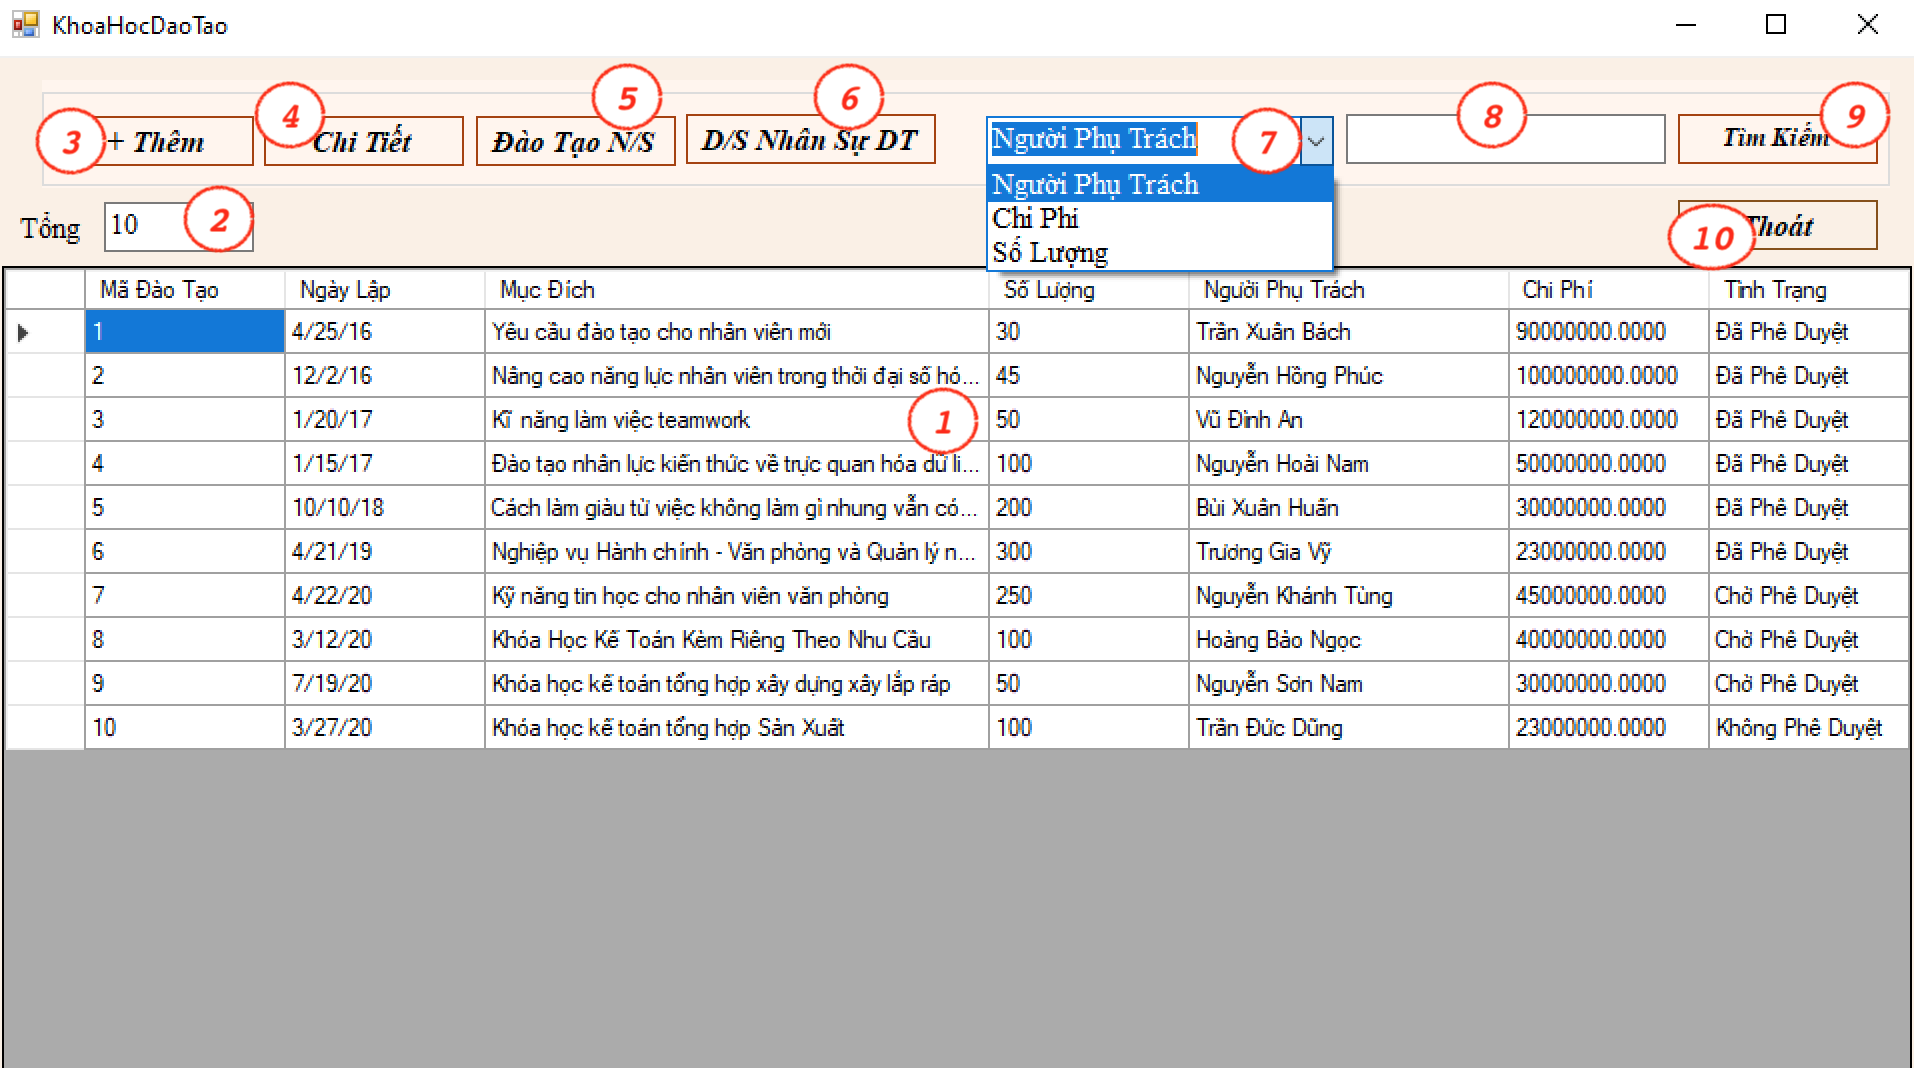 KhoaHocDaoTao
3 + Thêm 4 Chi Tiết 5 Đào Tạo N/S 6 D/S Nhân Sự DT Người Phụ Trách 7 8 Tìm Kiếm 9
Người Phụ Trách
Chi Phi
Số Lượng
Tổng 10 2 10 Thoát
Mã Đào Tạo Ngày Lập Mục Đích Số Lượng Người Phụ Trách Chi Phí Tình Trạng
1 4/25/16 Yêu cầu đào tạo cho nhân viên mới 30 Trần Xuân Bách 90000000.0000 Đã Phê Duyệt
2 12/2/16 Nâng cao năng lực nhân viên trong thời đại số hó... 45 Nguyễn Hồng Phúc 100000000.0000 Đã Phê Duyệt
3 1/20/17 Kĩ năng làm việc teamwork 1 50 Vũ Đình An 120000000.0000 Đã Phê Duyệt
4 1/15/17 Đào tạo nhân lực kiến thức về trực quan hóa dữ li... 100 Nguyễn Hoài Nam 50000000.0000 Đã Phê Duyệt
5 10/10/18 Cách làm giàu từ việc không làm gì nhưng vẫn có... 200 Bùi Xuân Huấn 30000000.0000 Đã Phê Duyệt
6 4/21/19 Nghiệp vụ Hành chính - Văn phòng và Quản lý n... 300 Trương Gia Vỹ 23000000.0000 Đã Phê Duyệt
7 4/22/20 Kỹ năng tin học cho nhân viên văn phòng 250 Nguyễn Khánh Tùng 45000000.0000 Chờ Phê Duyệt
8 3/12/20 Khóa Học Kế Toán Kèm Riêng Theo Nhu Cầu 100 Hoàng Bảo Ngọc 40000000.0000 Chờ Phê Duyệt
9 7/19/20 Khóa học kế toán tổng hợp xây dựng xây lắp ráp 50 Nguyễn Sơn Nam 30000000.0000 Chờ Phê Duyệt
10 3/27/20 Khóa học kế toán tổng hợp Sản Xuất 100 Trần Đức Dũng 23000000.0000 Không Phê Duyệt